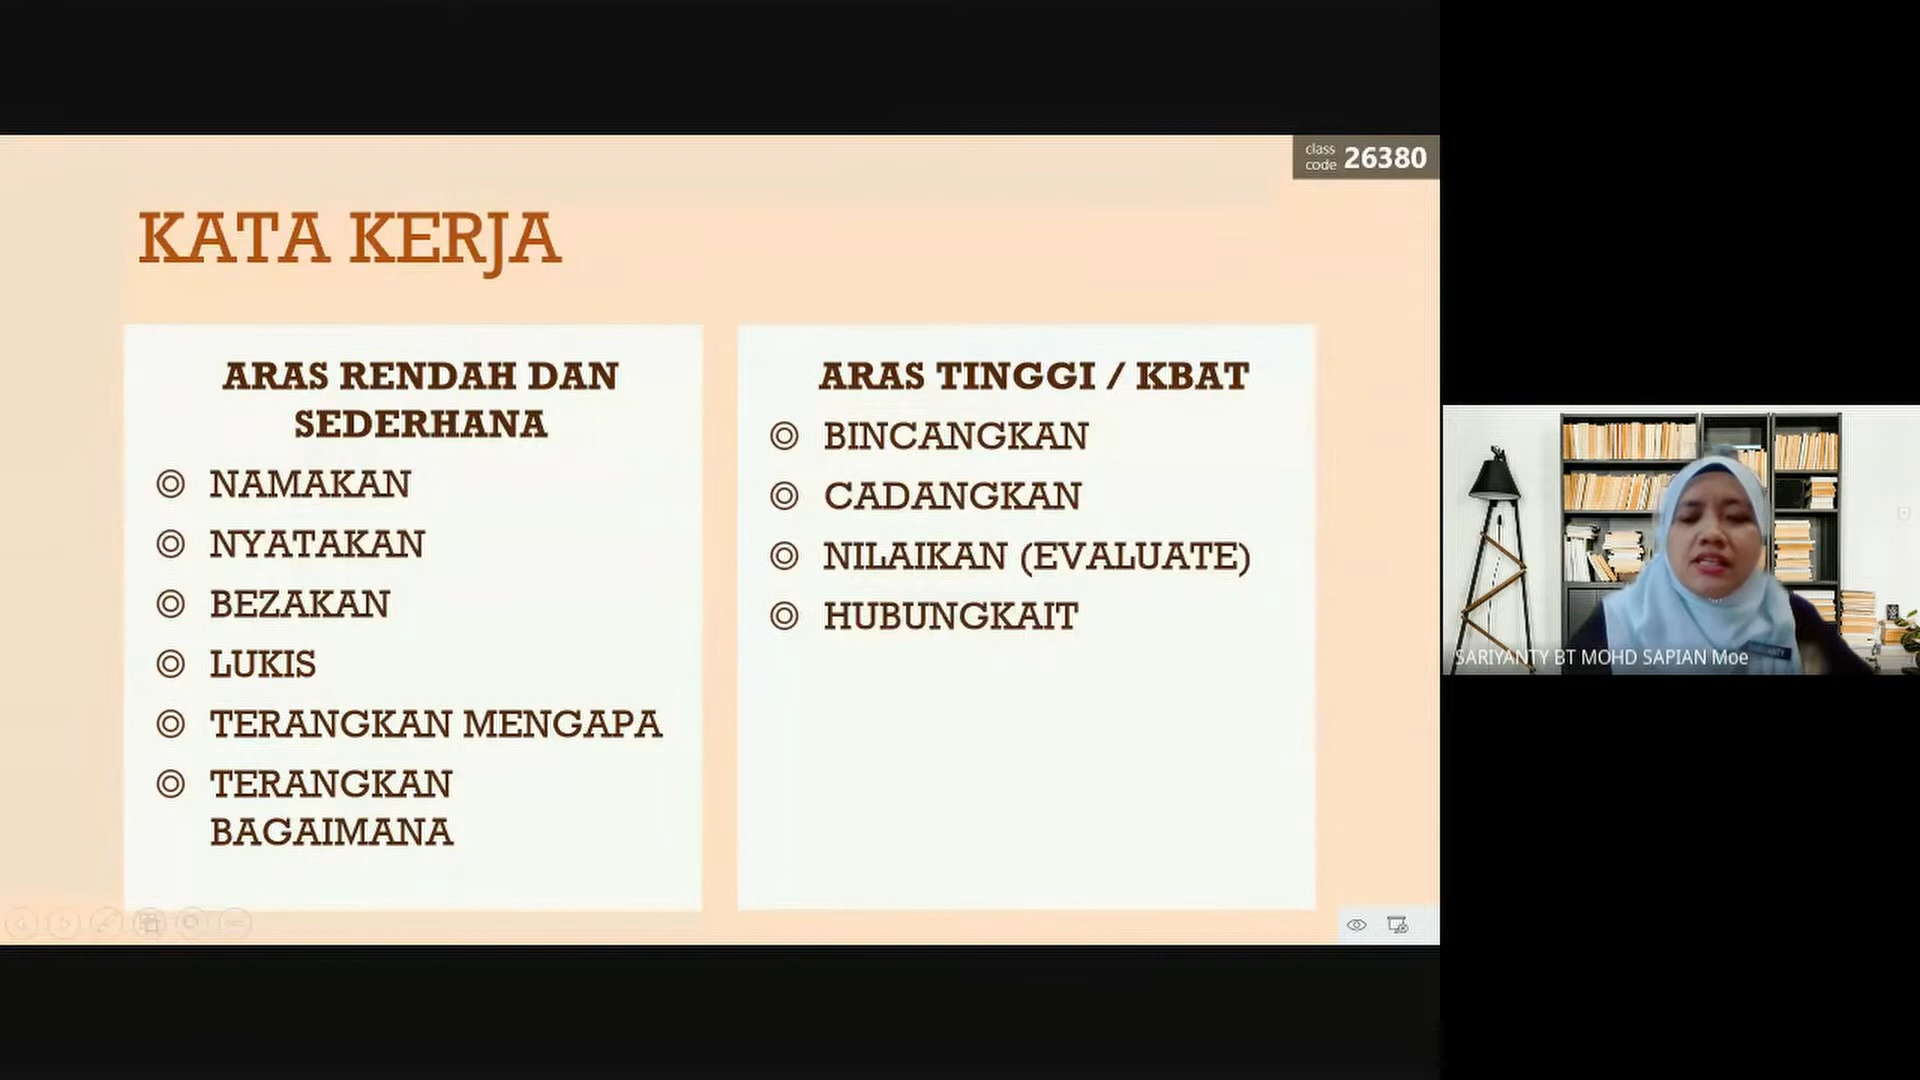 class
code 26380
KATA KERJA
ARAS RENDAH DAN
SEDERHANA
NAMAKAN
NYATAKAN
BEZAKAN
LUKIS
TERANGKAN MENGAPA
TERANGKAN
BAGAIMANA
ARAS TINGGI / KBAT
BINCANGKAN
CADANGKAN
NILAIKAN (EVALUATE)
HUBUNGKAIT
SARIYANTY BT MOHD SAPIAN Moe